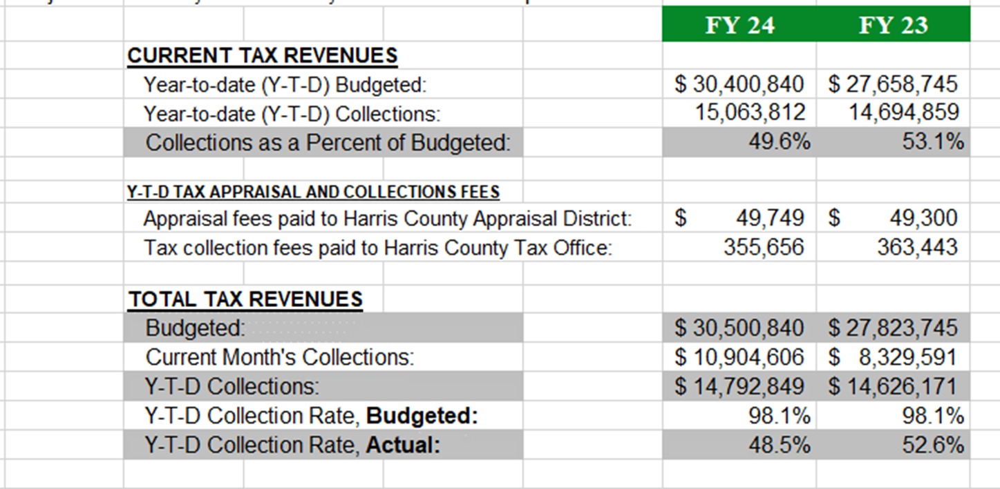 FY 24 FY 23
CURRENT TAX REVENUES
Year-to-date (Y-T-D) Budgeted: $ 30,400,840 $ 27,658,745
Year-to-date (Y-T-D) Collections: 15,063,812 14,694,859
Collections as a Percent of Budgeted: 49.6% 53.1%
Y-T-D TAX APPRAISAL AND COLLECTIONS FEES
Appraisal fees paid to Harris County Appraisal District: $ 49,749 $ 49,300
Tax collection fees paid to Harris County Tax Office: 355,656 363,443
TOTAL TAX REVENUES
Budgeted: $ 30,500,840 $ 27,823,745
Current Month's Collections: $ 10,904,606 $ 8,329,591
Y-T-D Collections: $ 14,792,849 $ 14,626,171
Y-T-D Collection Rate, Budgeted: 98.1% 98.1%
Y-T-D Collection Rate, Actual: 48.5% 52.6%